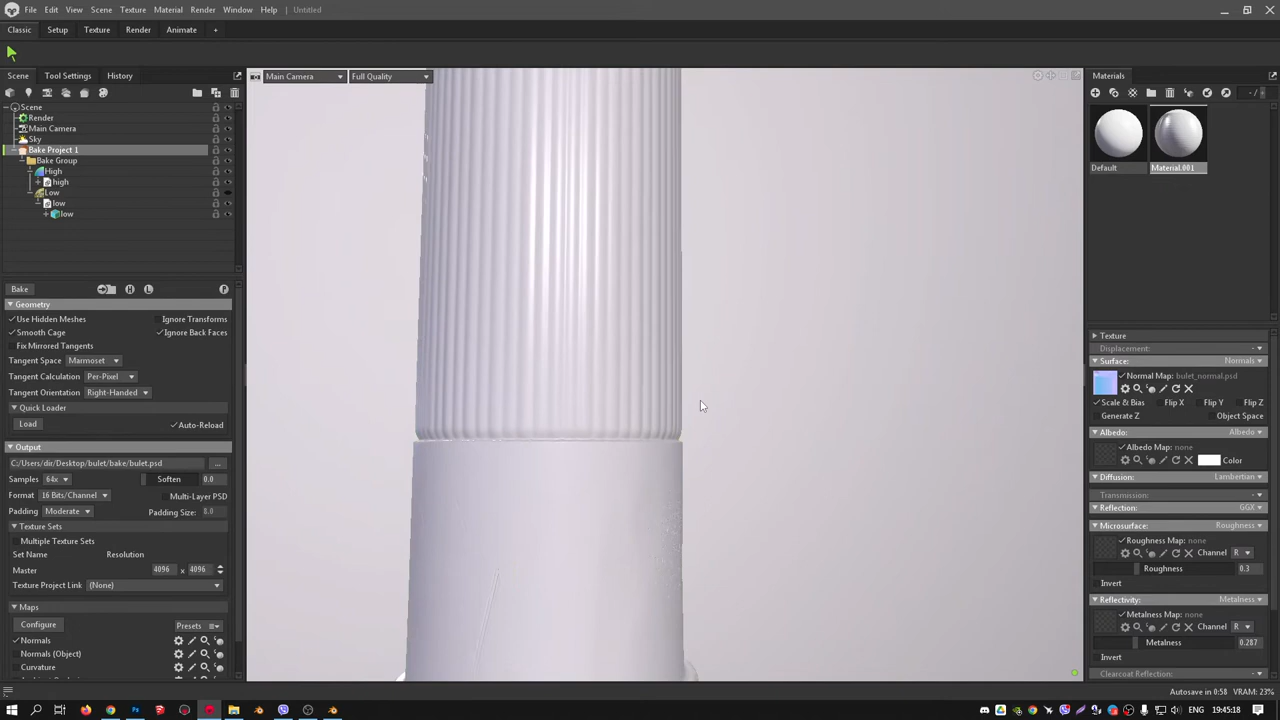 File Edit View Scene Texture Material Render Window Help Untitled
Classic Setup Texture Render Animate +
Scene Tool Settings History
Main Camera Full Quality
Materials
- /
Scene
Render
Main Camera
Sky
Bake Project 1
Bake Group
High
high
Low
low
low
Default Material.001
Bake H L P
Geometry
Use Hidden Meshes Ignore Transforms
Smooth Cage Ignore Back Faces
Fix Mirrored Tangents
Tangent Space Marmoset
Tangent Calculation Per-Pixel
Tangent Orientation Right-Handed
Quick Loader
Load Auto-Reload
Output
C:/Users/dir/Desktop/bulet/bake/bulet.psd ...
Samples 64x Soften 0.0
Format 16 Bits/Channel Multi-Layer PSD
Padding Moderate Padding Size: 8.0
Texture Sets
Multiple Texture Sets
Set Name Resolution
Master 4096 x 4096
Texture Project Link (None)
Maps
Configure Presets
Normals
Normals (Object)
Curvature
Texture
Displacement: -
Surface: Normals
Normal Map: bulet_normal.psd
Scale & Bias Flip X Flip Y Flip Z
Generate Z Object Space
Albedo: Albedo
Albedo Map: none
Color
Diffusion: Lambertian
Transmission: -
Reflection: GGX
Microsurface: Roughness
Roughness Map: none
Channel R
Roughness 0.3
Invert
Reflectivity: Metalness
Metalness Map: none
Channel R
Metalness 0.287
Invert
Clearcoat Reflection: -
Autosave in 0:58 VRAM: 23%
ENG 19:45:18